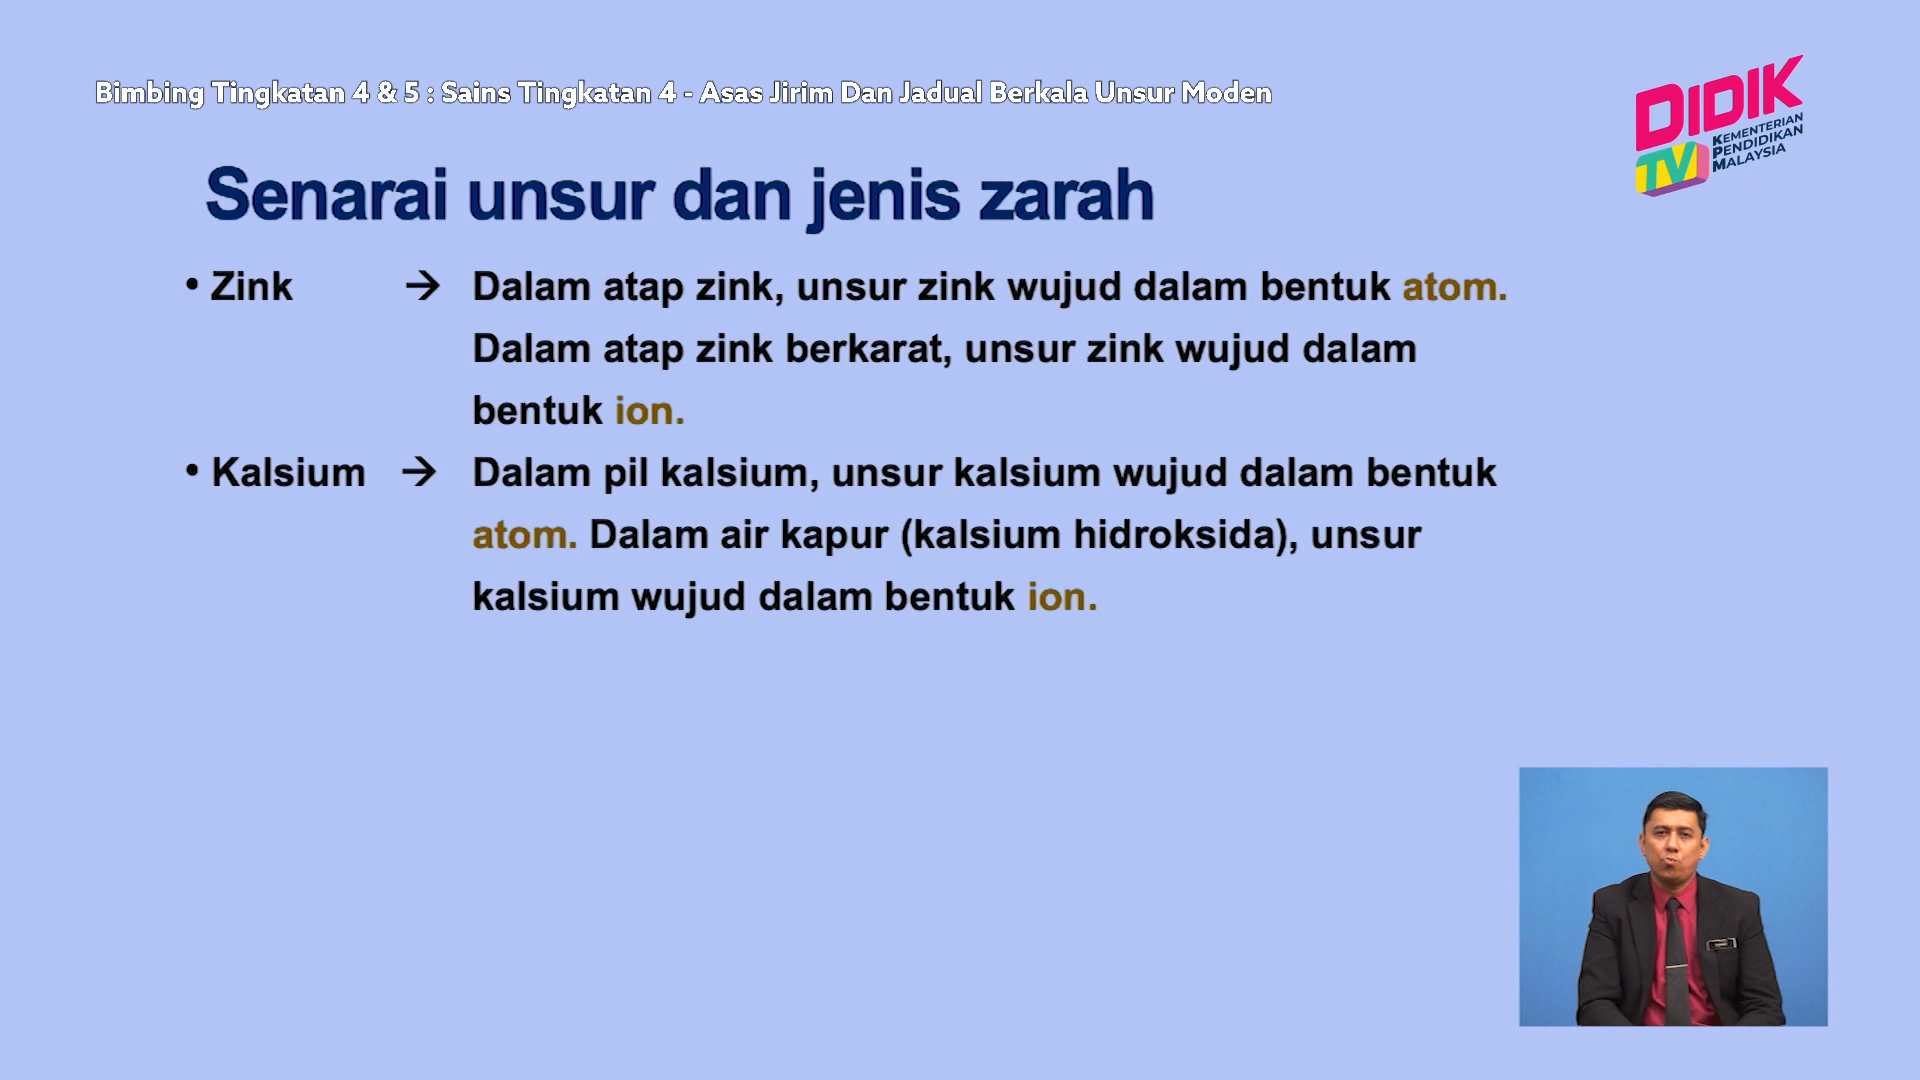 Bimbing Tingkatan 4 & 5 : Sains Tingkatan 4 - Asas Jirim Dan Jadual Berkala Unsur Moden
DIDIK
TV
KEMENTERIAN
PENDIDIKAN
MALAYSIA
Senarai unsur dan jenis zarah
• Zink → Dalam atap zink, unsur zink wujud dalam bentuk atom.
Dalam atap zink berkarat, unsur zink wujud dalam
bentuk ion.
• Kalsium → Dalam pil kalsium, unsur kalsium wujud dalam bentuk
atom. Dalam air kapur (kalsium hidroksida), unsur
kalsium wujud dalam bentuk ion.